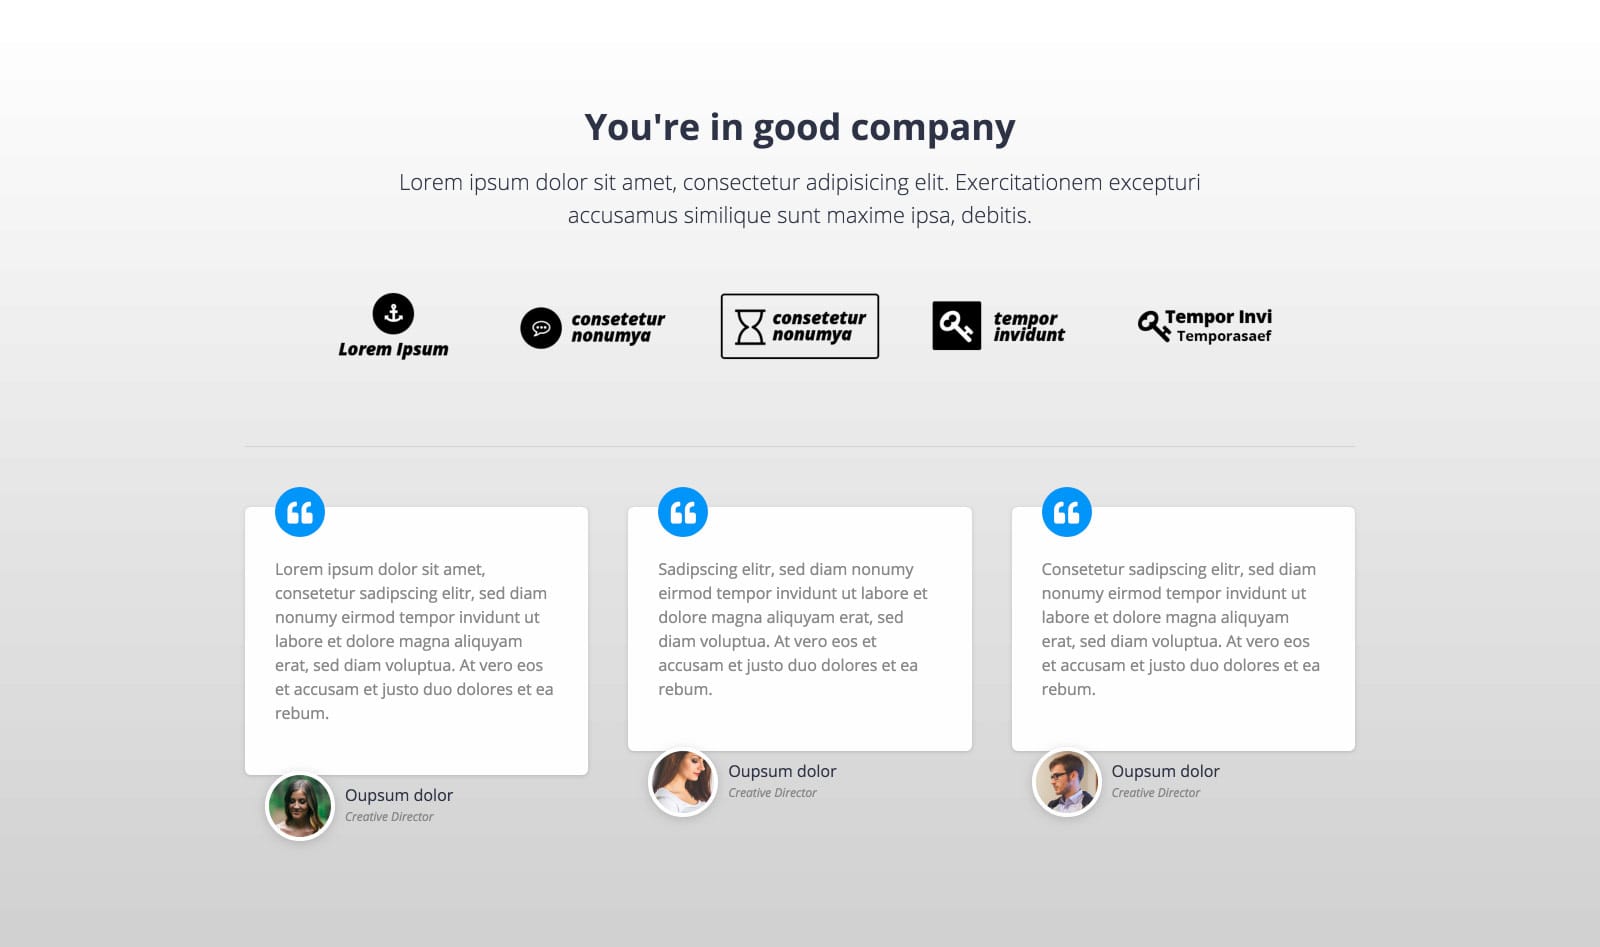 You're in good company
Lorem ipsum dolor sit amet, consectetur adipisicing elit. Exercitationem excepturi
accusamus similique sunt maxime ipsa, debitis.
Lorem Ipsum
consetetur
nonumya
consetetur
nonumya
tempor
invidunt
Tempor Invi
Temporasaef
Lorem ipsum dolor sit amet,
consetetur sadipscing elitr, sed diam
nonumy eirmod tempor invidunt ut
labore et dolore magna aliquyam
erat, sed diam voluptua. At vero eos
et accusam et justo duo dolores et ea
rebum.
Oupsum dolor
Creative Director
Sadipscing elitr, sed diam nonumy
eirmod tempor invidunt ut labore et
dolore magna aliquyam erat, sed
diam voluptua. At vero eos et
accusam et justo duo dolores et ea
rebum.
Oupsum dolor
Creative Director
Consetetur sadipscing elitr, sed diam
nonumy eirmod tempor invidunt ut
labore et dolore magna aliquyam
erat, sed diam voluptua. At vero eos
et accusam et justo duo dolores et ea
rebum.
Oupsum dolor
Creative Director